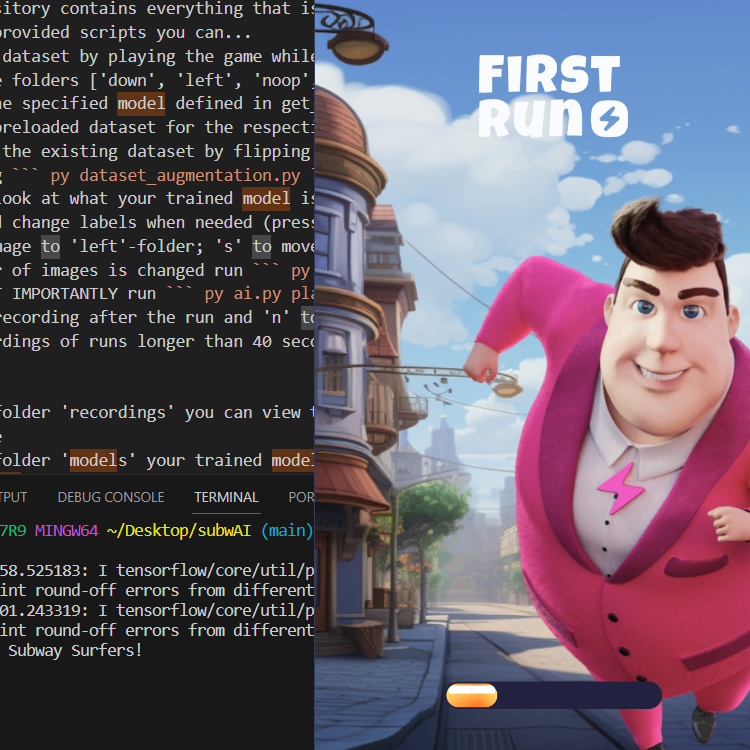 sitory contains everything that is
provided scripts you can...
dataset by playing the game while
e folders ['down', 'left', 'noop'
he specified model defined in get_
preloaded dataset for the respecti
the existing dataset by flipping
g ``` py dataset_augmentation.py
look at what your trained model is
d change labels when needed (press
mage to 'left'-folder; 's' to move
r of images is changed run ``` py
T IMPORTANTLY run ``` py ai.py pla
recording after the run and 'n' to
rdings of runs longer than 40 seco
folder 'recordings' you can view t
e
folder 'models' your trained model
TPUT DEBUG CONSOLE TERMINAL POR
7R9 MINGW64 ~/Desktop/subwAI (main)
58.525183: I tensorflow/core/util/p
int round-off errors from different
01.243319: I tensorflow/core/util/p
int round-off errors from different
Subway Surfers!
FIRST
RUN